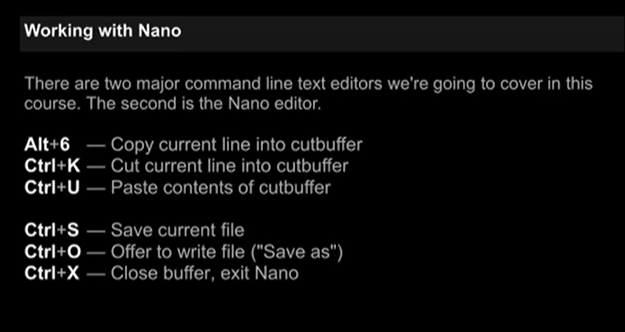 Working with Nano
There are two major command line text editors we're going to cover in this
course. The second is the Nano editor.
Alt+6 — Copy current line into cutbuffer
Ctrl+K — Cut current line into cutbuffer
Ctrl+U — Paste contents of cutbuffer
Ctrl+S — Save current file
Ctrl+O — Offer to write file ("Save as")
Ctrl+X — Close buffer, exit Nano